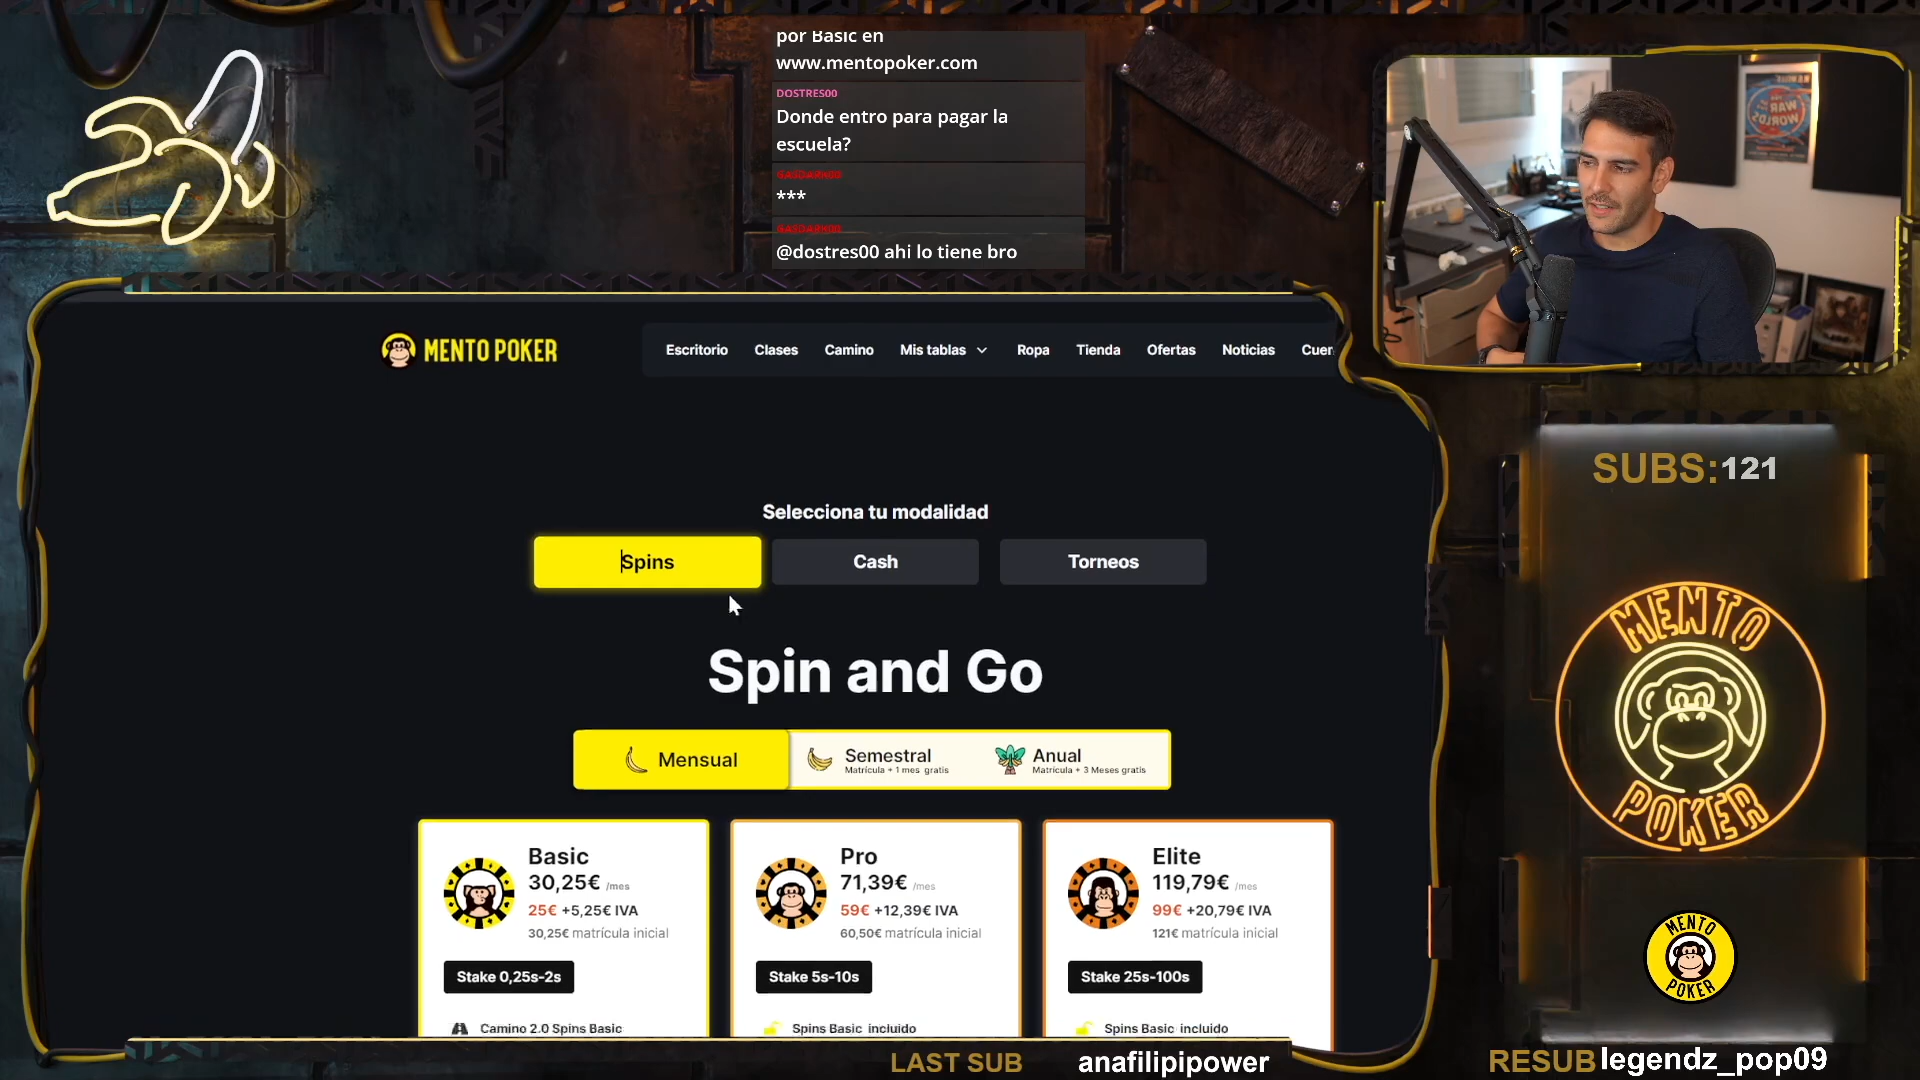 por Basic en
www.mentopoker.com
DOSTRES00
Donde entro para pagar la
escuela?
***
@dostres00 ahi lo tiene bro
MENTO POKER
Escritorio Clases Camino Mis tablas Ropa Tienda Ofertas Noticias Cuen
Selecciona tu modalidad
Spins Cash Torneos
Spin and Go
Mensual
Semestral
Matrícula + 1 mes gratis
Anual
Matrícula + 3 Meses gratis
Basic
30,25€ /mes
25€ +5,25€ IVA
30,25€ matrícula inicial
Stake 0,25s-2s
Camino 2.0 Spins Basic
Pro
71,39€ /mes
59€ +12,39€ IVA
60,50€ matrícula inicial
Stake 5s-10s
Spins Basic incluido
Elite
119,79€ /mes
99€ +20,79€ IVA
121€ matrícula inicial
Stake 25s-100s
Spins Basic incluido
SUBS: 121
MENTO
POKER
MENTO
POKER
LAST SUB anafilipipower
RESUB legendz_pop09